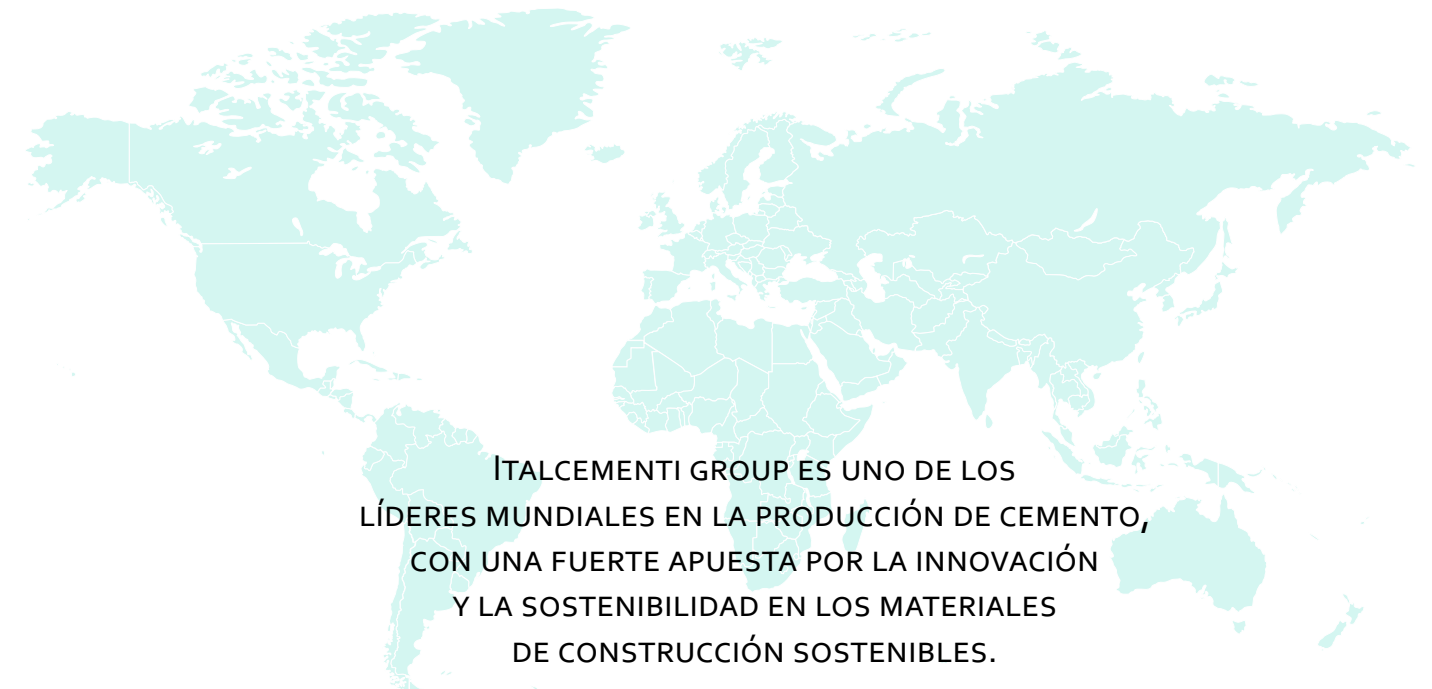 Italcementi group es uno de los
líderes mundiales en la producción de cemento,
con una fuerte apuesta por la innovación
y la sostenibilidad en los materiales
de construcción sostenibles.